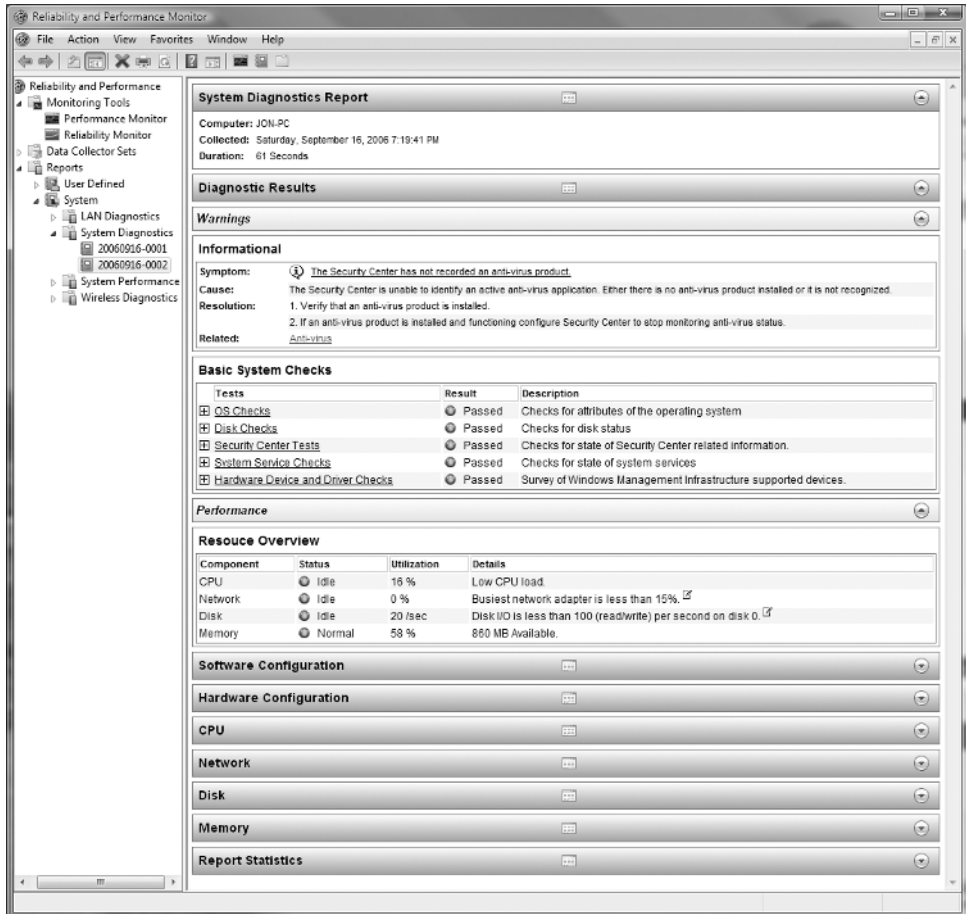 Reliability and Performance Monitor
File Action View Favorites Window Help
Reliability and Performance
Monitoring Tools
Performance Monitor
Reliability Monitor
Data Collector Sets
Reports
User Defined
System
LAN Diagnostics
System Diagnostics
20060916-0001
20060916-0002
System Performance
Wireless Diagnostics
System Diagnostics Report
Computer: JON-PC
Collected: Saturday, September 16, 2006 7:19:41 PM
Duration: 61 Seconds
Diagnostic Results
Warnings
Informational
Symptom: The Security Center has not recorded an anti-virus product.
Cause: The Security Center is unable to identify an active anti-virus application. Either there is no anti-virus product installed or it is not recognized.
Resolution: 1. Verify that an anti-virus product is installed.
2. If an anti-virus product is installed and functioning configure Security Center to stop monitoring anti-virus status.
Related: Anti-virus
Basic System Checks
Tests Result Description
OS Checks Passed Checks for attributes of the operating system
Disk Checks Passed Checks for disk status
Security Center Tests Passed Checks for state of Security Center related information.
System Service Checks Passed Checks for state of system services
Hardware Device and Driver Checks Passed Survey of Windows Management Infrastructure supported devices.
Performance
Resouce Overview
Component Status Utilization Details
CPU Idle 16 % Low CPU load.
Network Idle 0 % Busiest network adapter is less than 15%.
Disk Idle 20 /sec Disk I/O is less than 100 (read/write) per second on disk 0.
Memory Normal 58 % 860 MB Available.
Software Configuration
Hardware Configuration
CPU
Network
Disk
Memory
Report Statistics